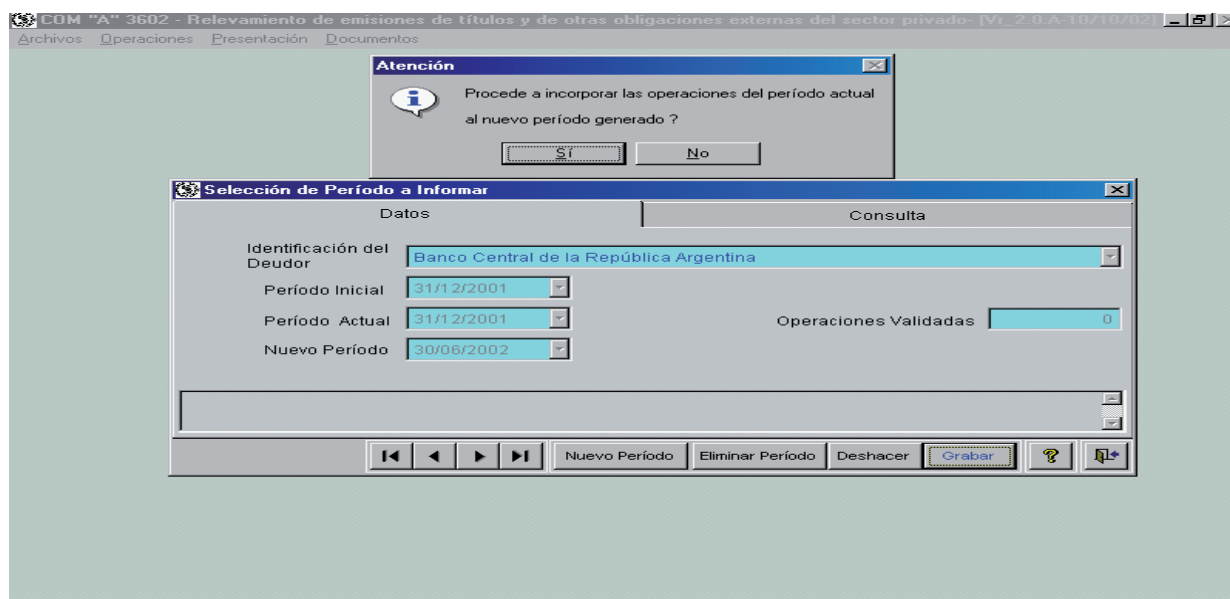 COM "A" 3602 - Relevamiento de emisiones de títulos y de otras obligaciones externas del sector privado- [Vr_2.0.A-10/10/02]
Archivos Operaciones Presentación Documentos
Atención
Procede a incorporar las operaciones del período actual
al nuevo período generado ?
Sí No
Selección de Período a Informar
Datos Consulta
Identificación del
Deudor
Banco Central de la República Argentina
Período Inicial 31/12/2001
Período Actual 31/12/2001 Operaciones Validadas 0
Nuevo Período 30/06/2002
Nuevo Período Eliminar Período Deshacer Grabar ?